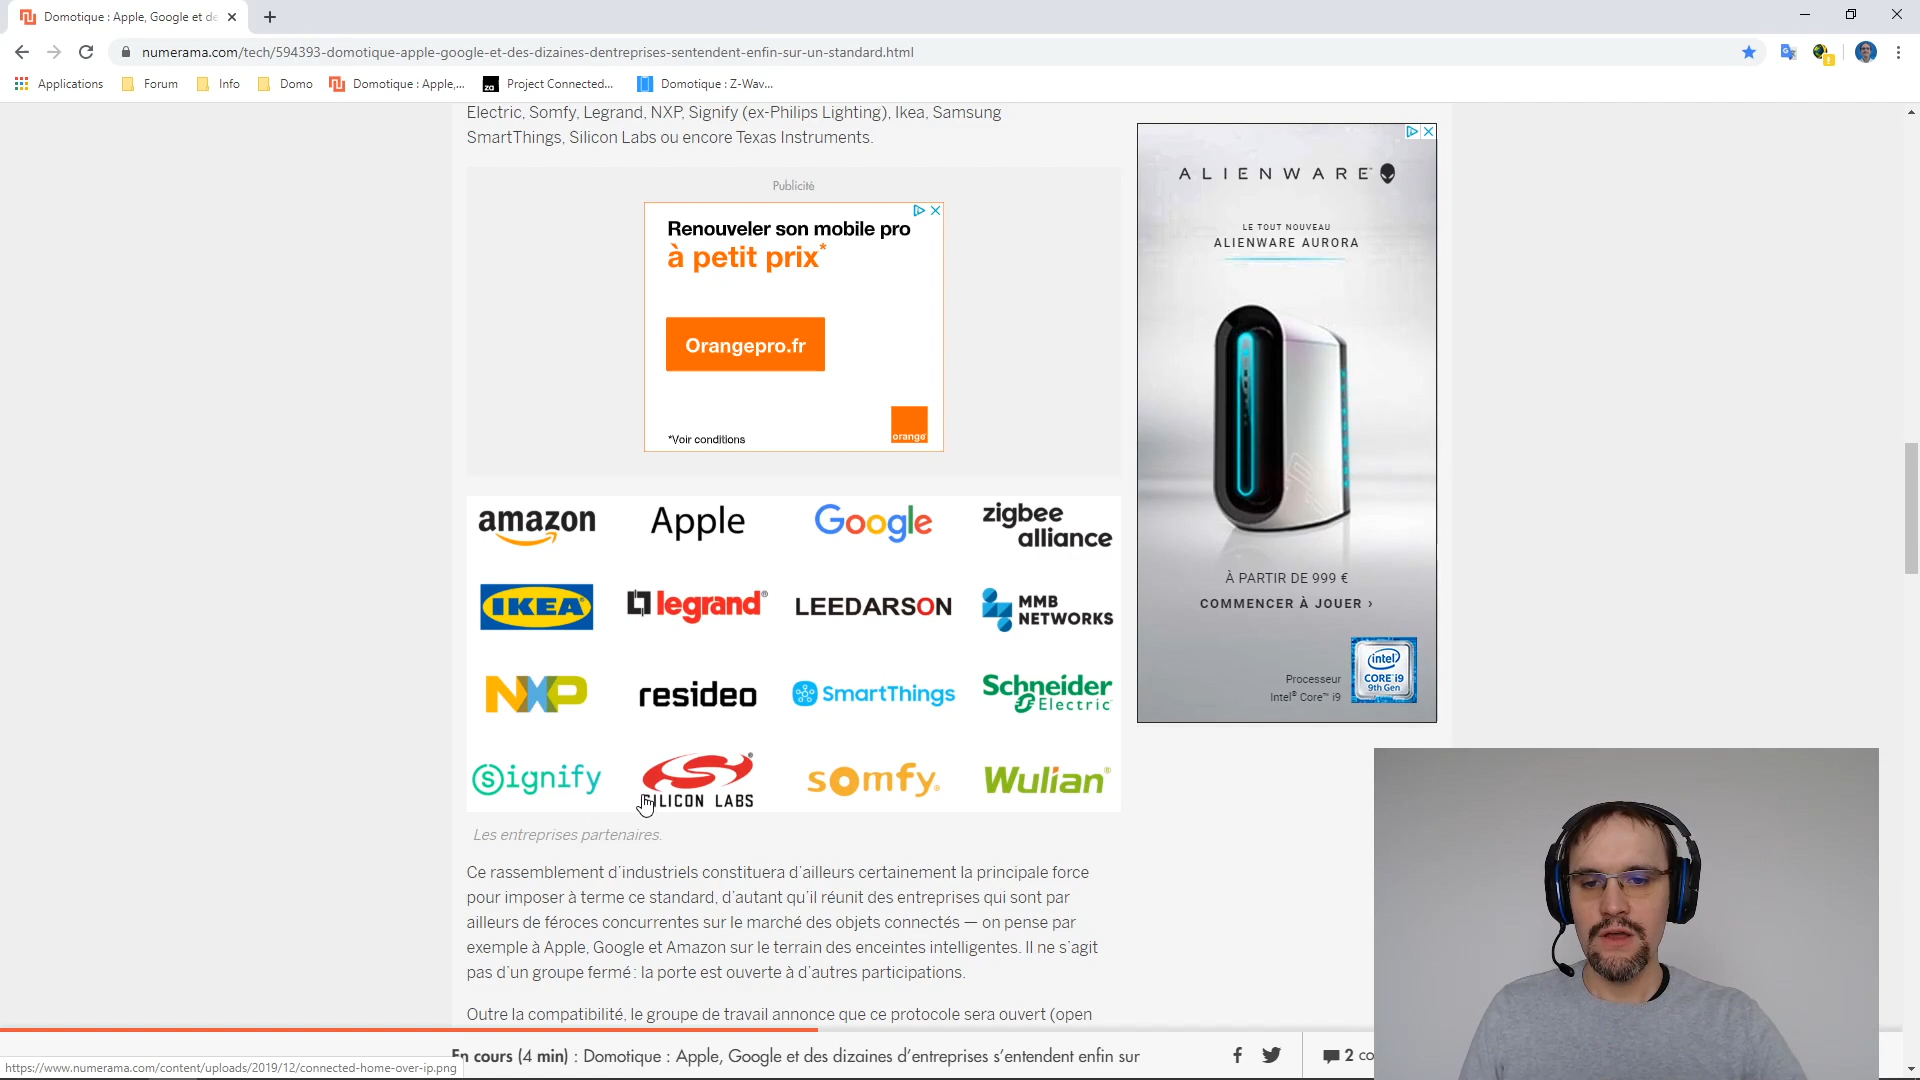 Domotique : Apple, Google et de
numerama.com/tech/594393-domotique-apple-google-et-des-dizaines-dentreprises-sentendent-enfin-sur-un-standard.html
Applications
Forum
Info
Domo
Domotique : Apple,...
Project Connected...
Domotique : Z-Wav...
Electric, Somfy, Legrand, NXP, Signify (ex-Philips Lighting), Ikea, Samsung
SmartThings, Silicon Labs ou encore Texas Instruments.
Publicité
Renouveler son mobile pro
à petit prix*
Orangepro.fr
*Voir conditions
orange
ALIENWARE
LE TOUT NOUVEAU
ALIENWARE AURORA
À PARTIR DE 999 €
COMMENCER À JOUER ›
Processeur
Intel® Core™ i9
intel
CORE i9
9th Gen
amazon
Apple
Google
zigbee
alliance
IKEA
legrand®
LEEDARSON
MMB
NETWORKS
NXP
resideo
SmartThings
Schneider
Electric
Signify
SILICON LABS
somfy®
Wulian®
Les entreprises partenaires.
Ce rassemblement d’industriels constituera d’ailleurs certainement la principale force
pour imposer à terme ce standard, d’autant qu’il réunit des entreprises qui sont par
ailleurs de féroces concurrentes sur le marché des objets connectés — on pense par
exemple à Apple, Google et Amazon sur le terrain des enceintes intelligentes. Il ne s’agit
pas d’un groupe fermé : la porte est ouverte à d’autres participations.
Outre la compatibilité, le groupe de travail annonce que ce protocole sera ouvert (open
En cours (4 min) : Domotique : Apple, Google et des dizaines d’entreprises s’entendent enfin sur
2 co
https://www.numerama.com/content/uploads/2019/12/connected-home-over-ip.png